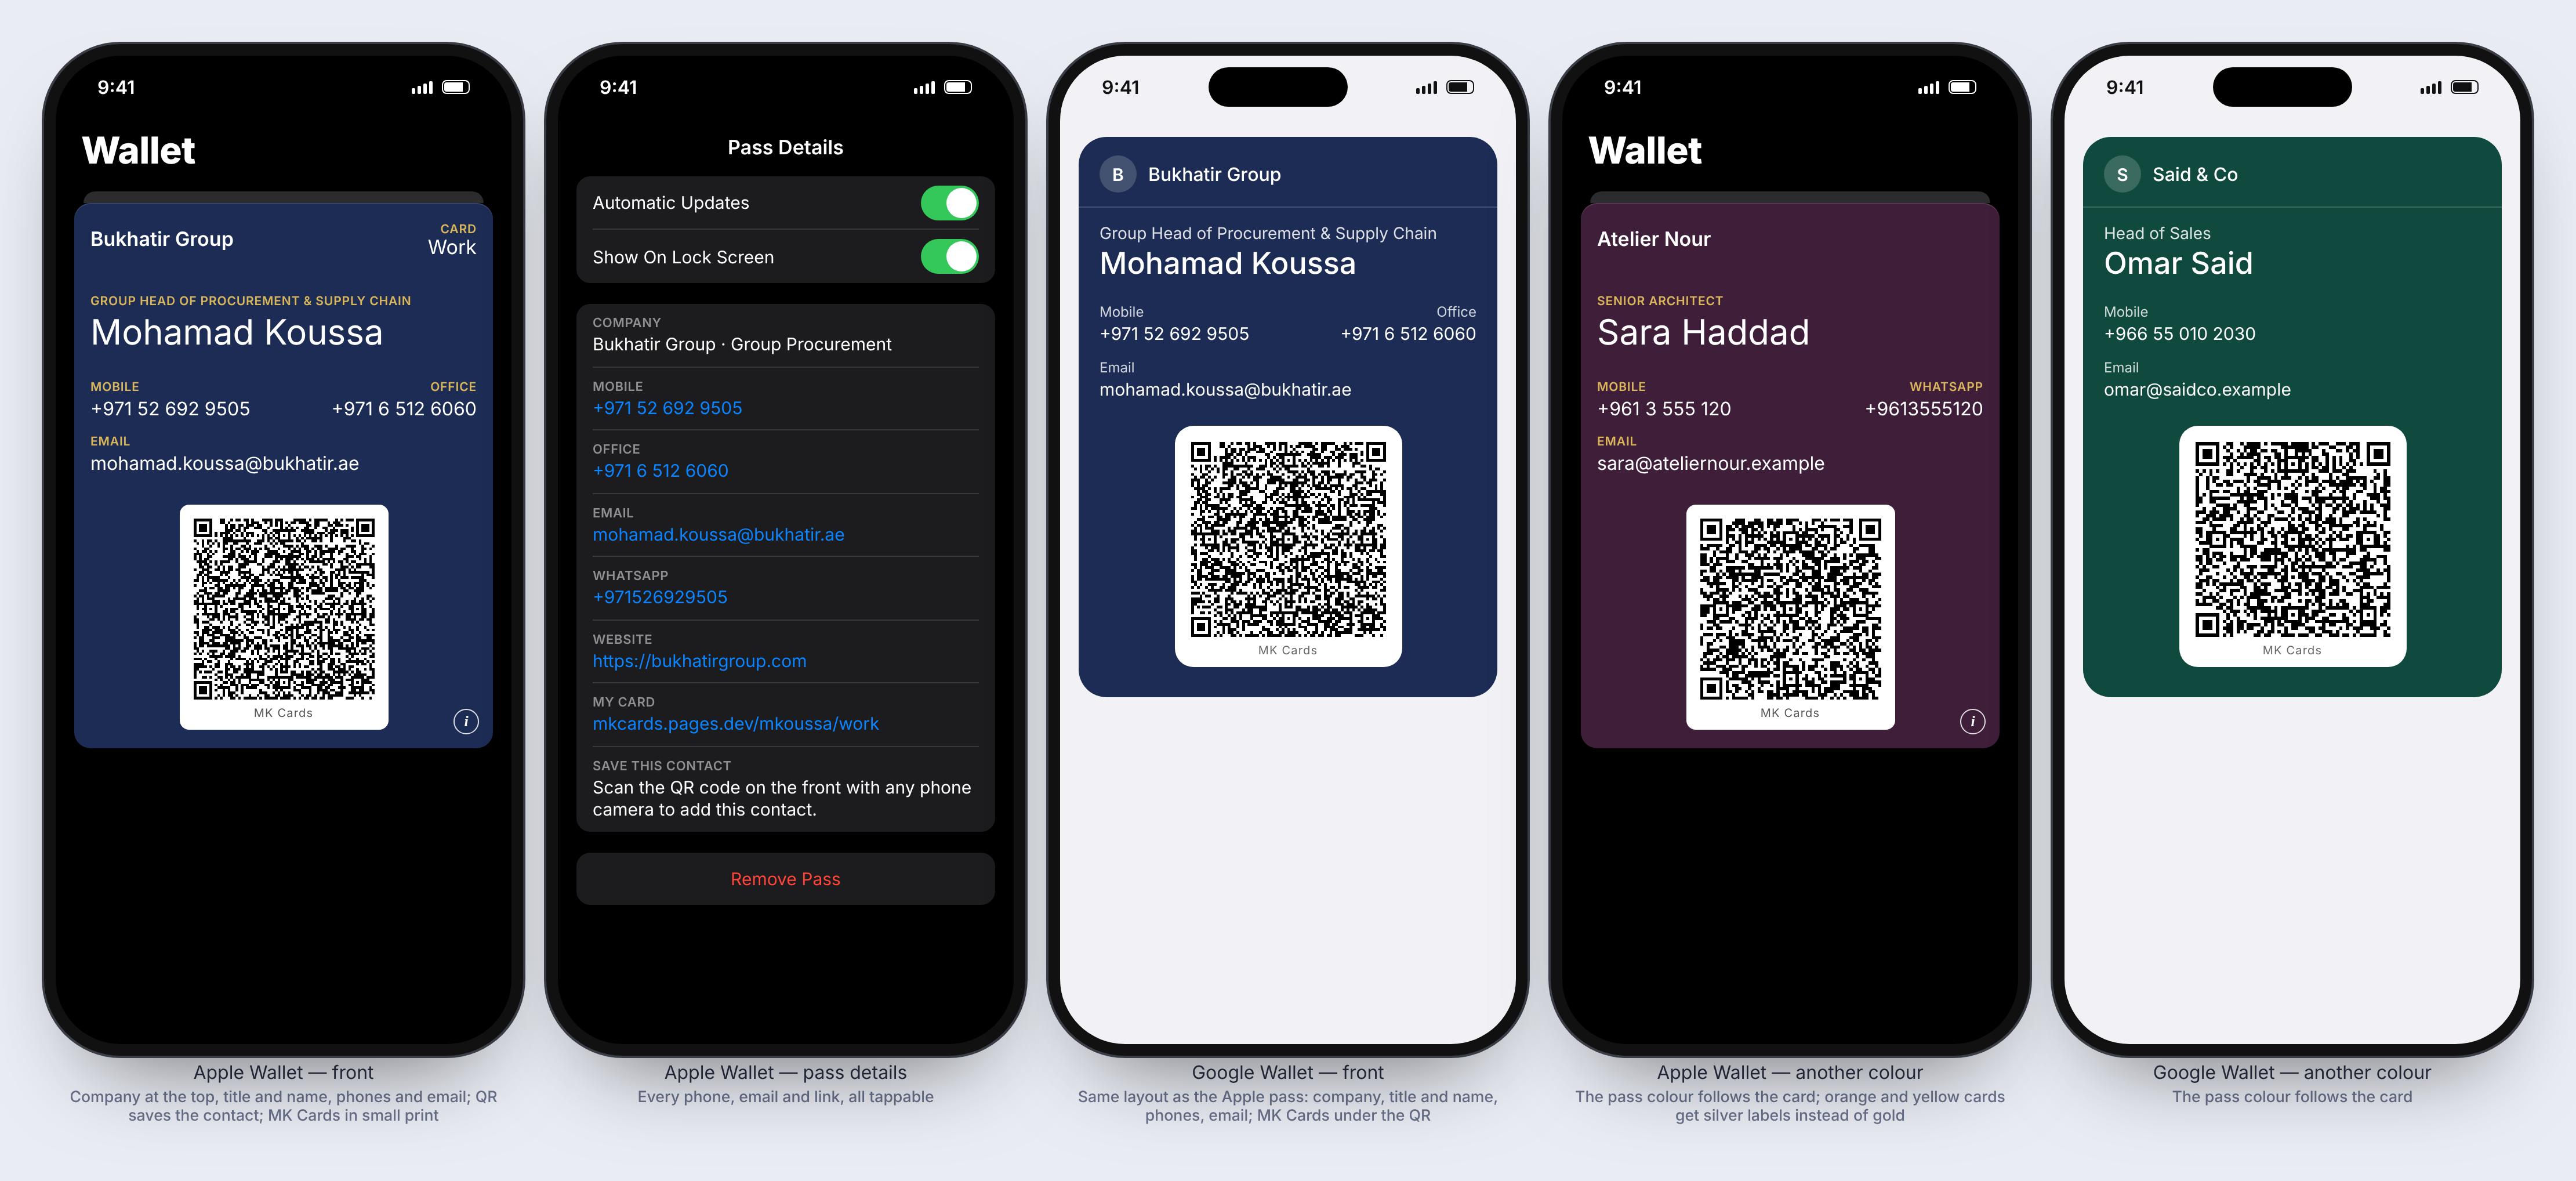 9:41
Wallet
Bukhatir Group
CARD
Work
GROUP HEAD OF PROCUREMENT & SUPPLY CHAIN
Mohamad Koussa
MOBILE
OFFICE
+971 52 692 9505
+971 6 512 6060
EMAIL
mohamad.koussa@bukhatir.ae
MK Cards
i
Apple Wallet — front
Company at the top, title and name, phones and email; QR
saves the contact; MK Cards in small print
9:41
Pass Details
Automatic Updates
Show On Lock Screen
COMPANY
Bukhatir Group · Group Procurement
MOBILE
+971 52 692 9505
OFFICE
+971 6 512 6060
EMAIL
mohamad.koussa@bukhatir.ae
WHATSAPP
+971526929505
WEBSITE
https://bukhatirgroup.com
MY CARD
mkcards.pages.dev/mkoussa/work
SAVE THIS CONTACT
Scan the QR code on the front with any phone
camera to add this contact.
Remove Pass
Apple Wallet — pass details
Every phone, email and link, all tappable
9:41
B
Bukhatir Group
Group Head of Procurement & Supply Chain
Mohamad Koussa
Mobile
Office
+971 52 692 9505
+971 6 512 6060
Email
mohamad.koussa@bukhatir.ae
MK Cards
Google Wallet — front
Same layout as the Apple pass: company, title and name,
phones, email; MK Cards under the QR
9:41
Wallet
Atelier Nour
SENIOR ARCHITECT
Sara Haddad
MOBILE
WHATSAPP
+961 3 555 120
+9613555120
EMAIL
sara@ateliernour.example
MK Cards
i
Apple Wallet — another colour
The pass colour follows the card; orange and yellow cards
get silver labels instead of gold
9:41
S
Said & Co
Head of Sales
Omar Said
Mobile
+966 55 010 2030
Email
omar@saidco.example
MK Cards
Google Wallet — another colour
The pass colour follows the card